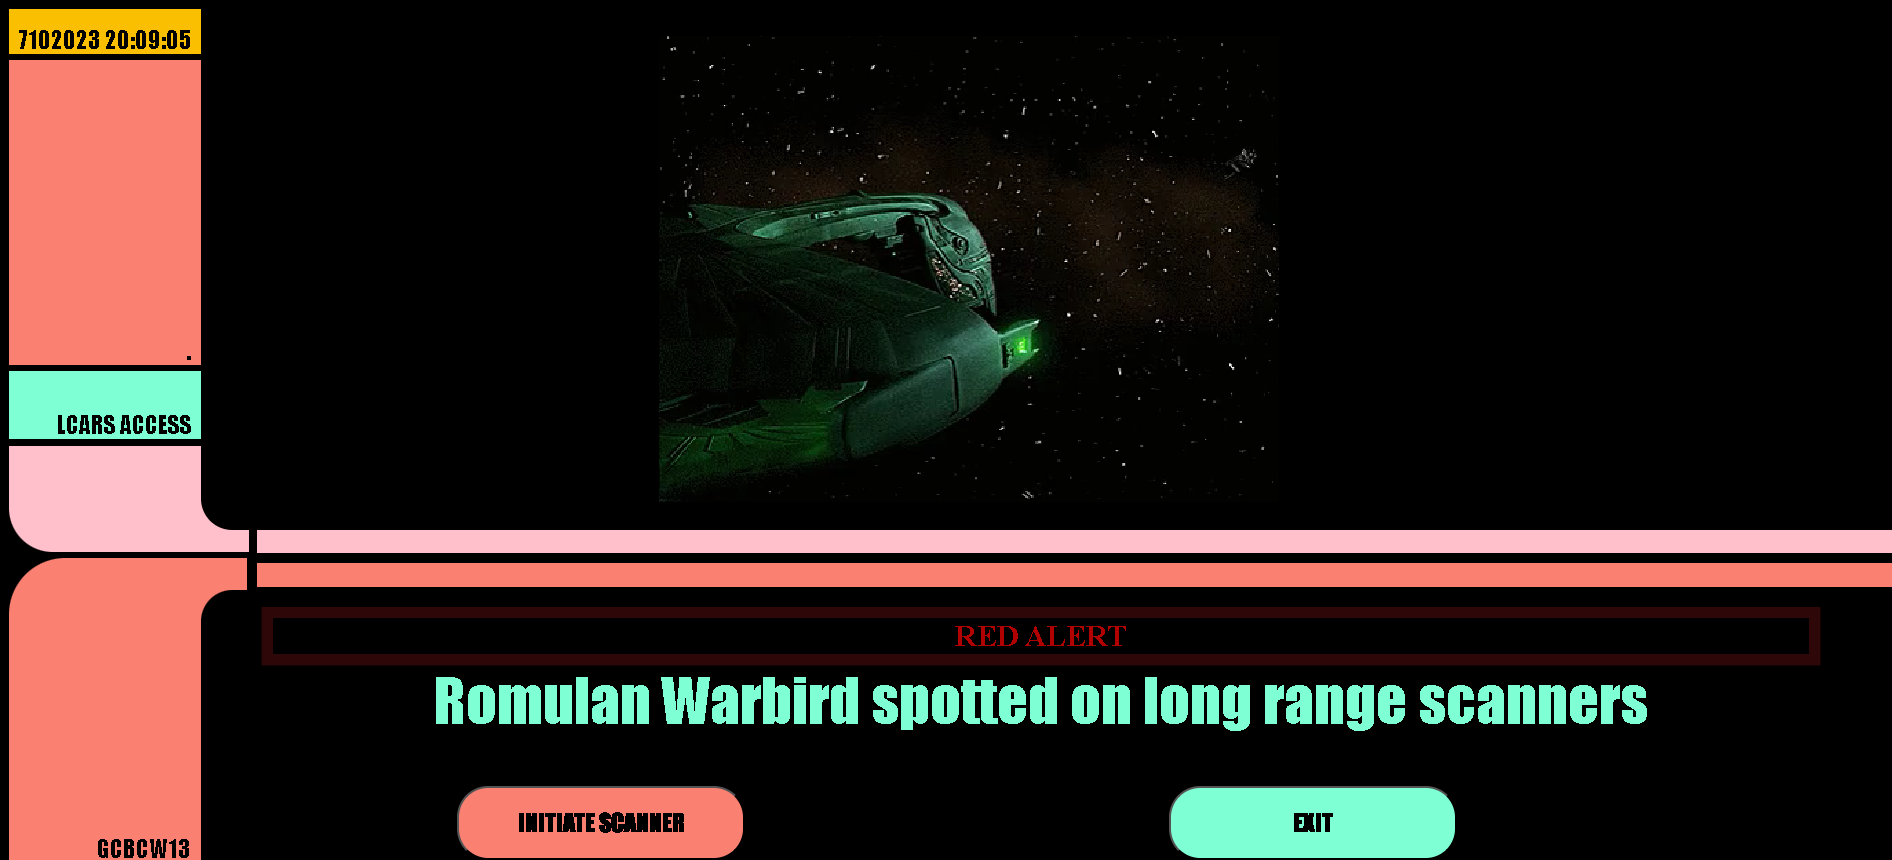 7102023 20:09:05
.
LCARS ACCESS
RED ALERT
Romulan Warbird spotted on long range scanners
INITIATE SCANNER
EXIT
GCBCW13